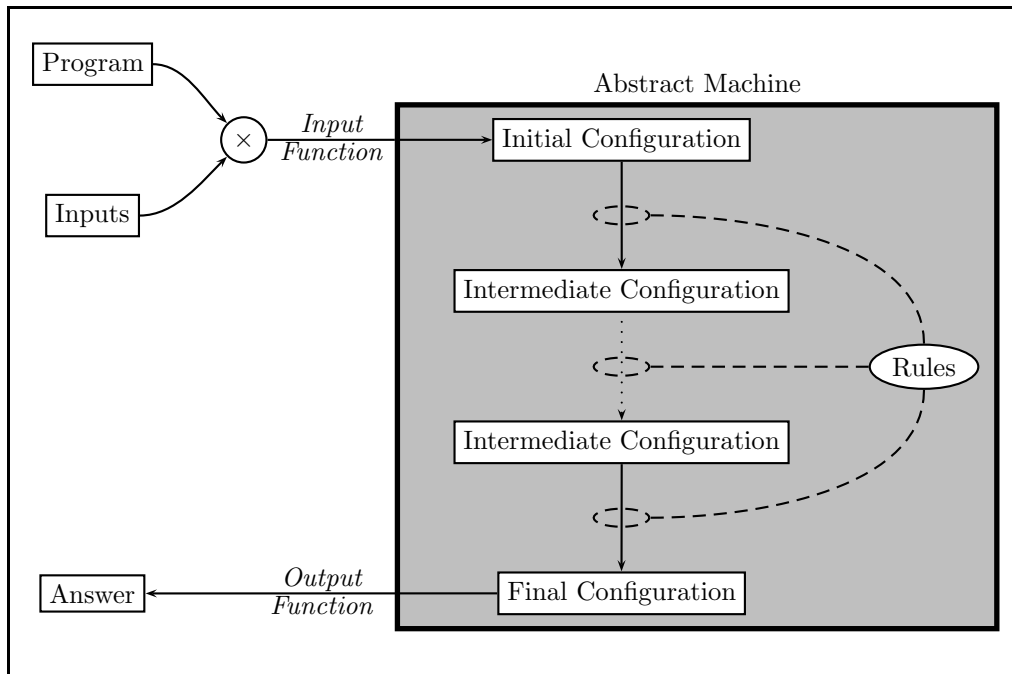 Program
Abstract Machine
×
Input
Function
Initial Configuration
Inputs
Intermediate Configuration
Rules
Intermediate Configuration
Answer
Output
Function
Final Configuration